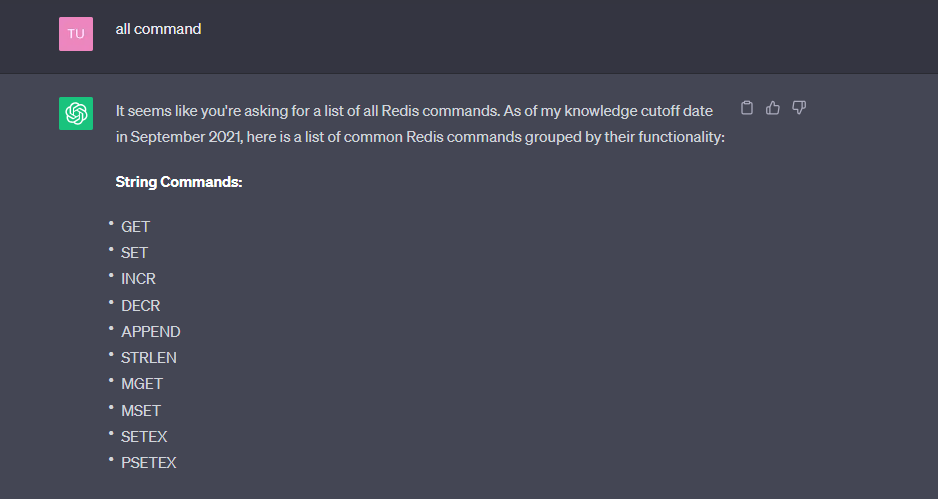 TU
all command
It seems like you're asking for a list of all Redis commands. As of my knowledge cutoff date
in September 2021, here is a list of common Redis commands grouped by their functionality:
String Commands:
• GET
• SET
• INCR
• DECR
• APPEND
• STRLEN
• MGET
• MSET
• SETEX
• PSETEX